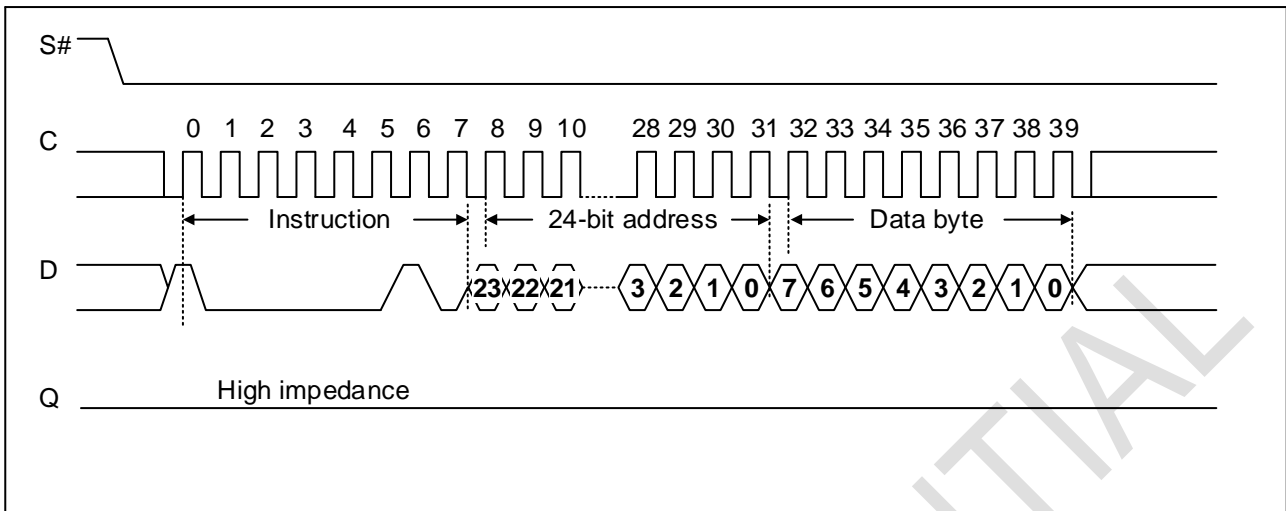 S#
0 1 2 3 4 5 6 7 8 9 10 28 29 30 31 32 33 34 35 36 37 38 39
C
Instruction 24-bit address Data byte
D
23 22 21 3 2 1 0 7 6 5 4 3 2 1 0
High impedance
Q
NTIAL